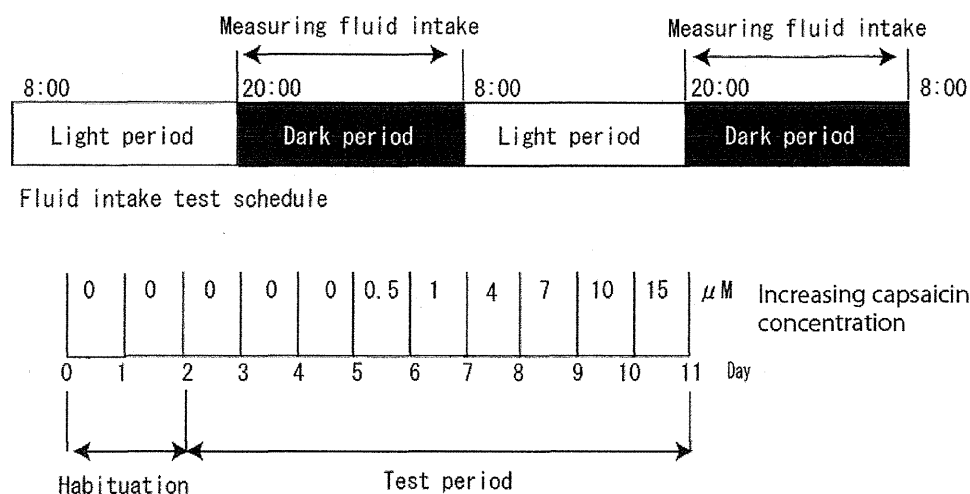 Measuring fluid intake Measuring fluid intake
8:00 20:00 8:00 20:00 8:00
Light period Dark period Light period Dark period
Fluid intake test schedule
0 0 0 0 0 0.5 1 4 7 10 15 μM Increasing capsaicin
concentration
0 1 2 3 4 5 6 7 8 9 10 11 Day
Habituation Test period